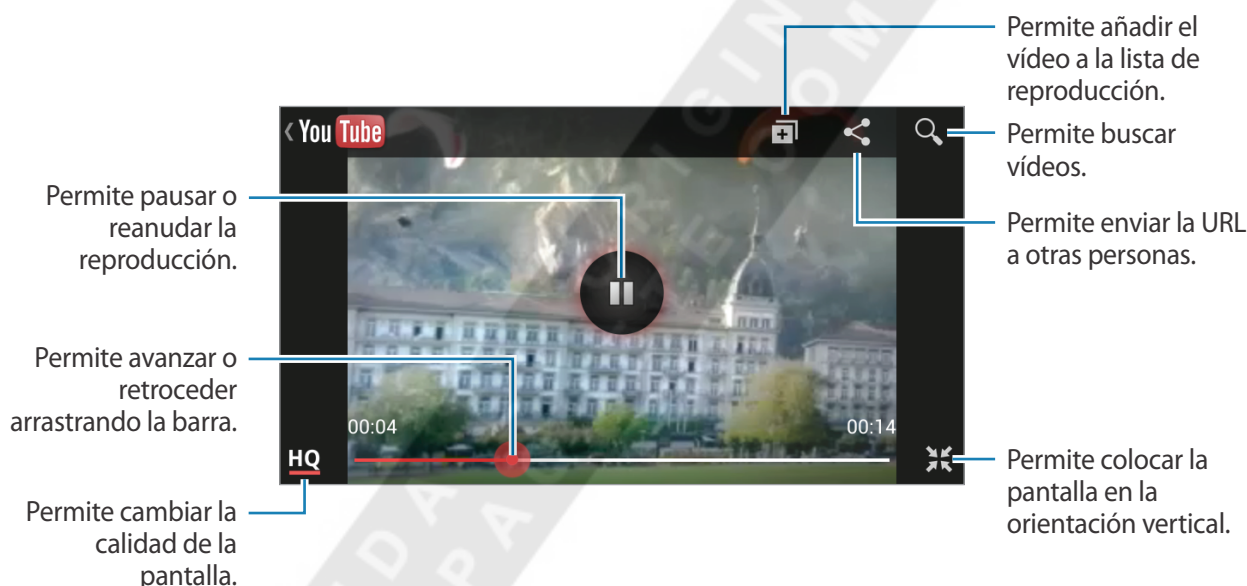 Permite añadir el
vídeo a la lista de
reproducción.
You Tube
Permite buscar
vídeos.
Permite pausar o
reanudar la
reproducción.
Permite enviar la URL
a otras personas.
Permite avanzar o
retroceder
arrastrando la barra.
00:04
00:14
HQ
Permite colocar la
pantalla en la
orientación vertical.
Permite cambiar la
calidad de la
pantalla.